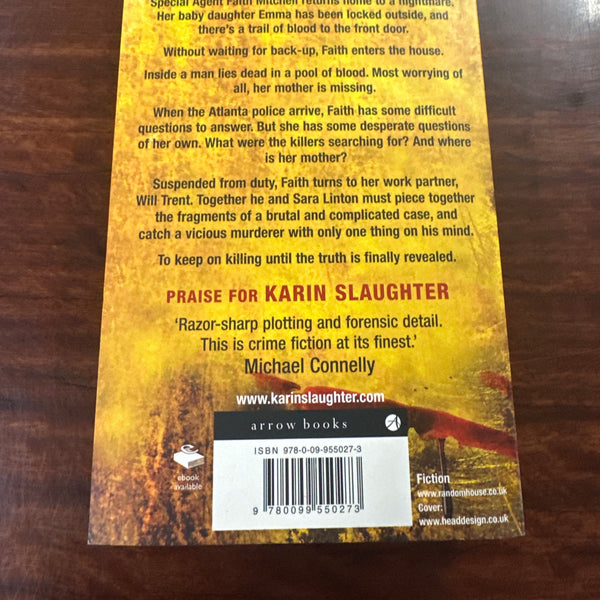 Special Agent Faith Mitchell returns home to a nightmare.
Her baby daughter Emma has been locked outside, and
there's a trail of blood to the front door.
Without waiting for back-up, Faith enters the house.
Inside a man lies dead in a pool of blood. Most worrying of
all, her mother is missing.
When the Atlanta police arrive, Faith has some difficult
questions to answer. But she has some desperate questions
of her own. What were the killers searching for? And where
is her mother?
Suspended from duty, Faith turns to her work partner,
Will Trent. Together he and Sara Linton must piece together
the fragments of a brutal and complicated case, and
catch a vicious murderer with only one thing on his mind.
To keep on killing until the truth is finally revealed.
PRAISE FOR KARIN SLAUGHTER
'Razor-sharp plotting and forensic detail.
This is crime fiction at its finest.'
Michael Connelly
www.karinslaughter.com
arrow books
ISBN 978-0-09-955027-3
9 780099 550273
ebook
available
Fiction
www.randomhouse.co.uk
Cover:
www.headdesign.co.uk